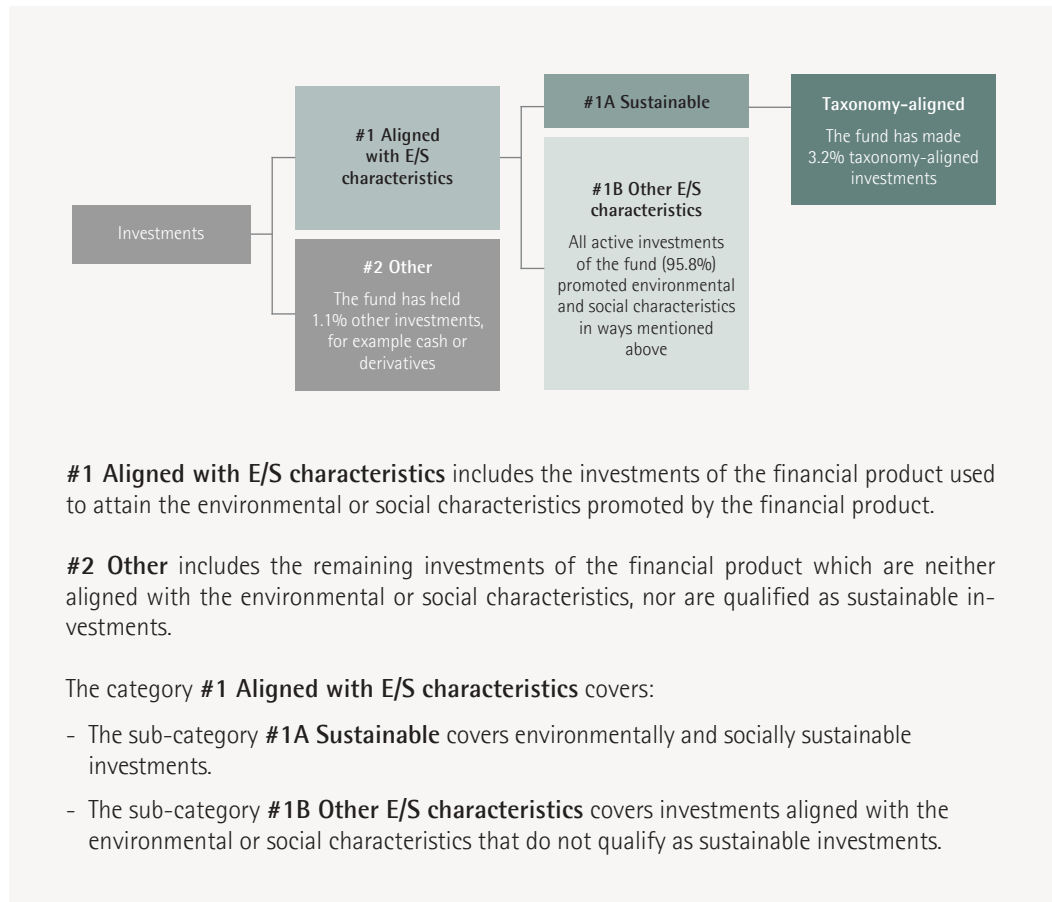 Investments
#1 Aligned
with E/S
characteristics
#2 Other
The fund has held
1.1% other investments,
for example cash or
derivatives
#1A Sustainable
#1B Other E/S
characteristics
All active investments
of the fund (95.8%)
promoted environmental
and social characteristics
in ways mentioned
above
Taxonomy-aligned
The fund has made
3.2% taxonomy-aligned
investments
#1 Aligned with E/S characteristics includes the investments of the financial product used
to attain the environmental or social characteristics promoted by the financial product.
#2 Other includes the remaining investments of the financial product which are neither
aligned with the environmental or social characteristics, nor are qualified as sustainable in-
vestments.
The category #1 Aligned with E/S characteristics covers:
- The sub-category #1A Sustainable covers environmentally and socially sustainable
investments.
- The sub-category #1B Other E/S characteristics covers investments aligned with the
environmental or social characteristics that do not qualify as sustainable investments.